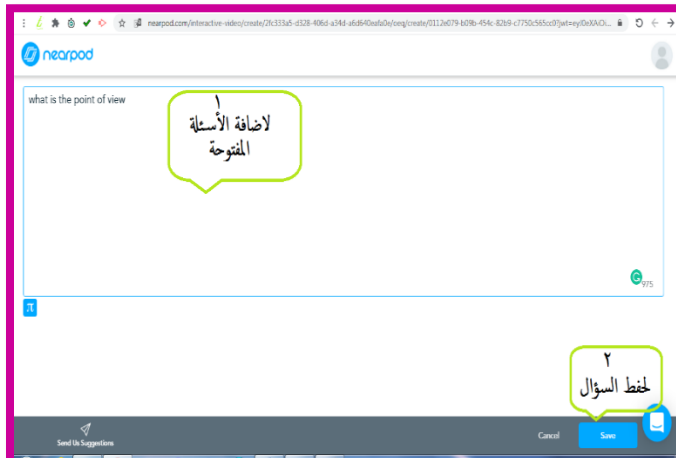 nearpod.com/interactive-video/create/2fc333a5-d328-406d-a34d-a6d640eafa0e/oeq/create/0112e079-b09b-454c-82b9-c7750c565cc0?jwt=eyJ0eXAiOi...
nearpod
what is the point of view
١
لاضافة الأسئلة
المفتوحة
975
π
٢
لحفظ السؤال
Send Us Suggestions
Cancel
Save